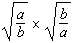 √(a/b) × √(b/a)